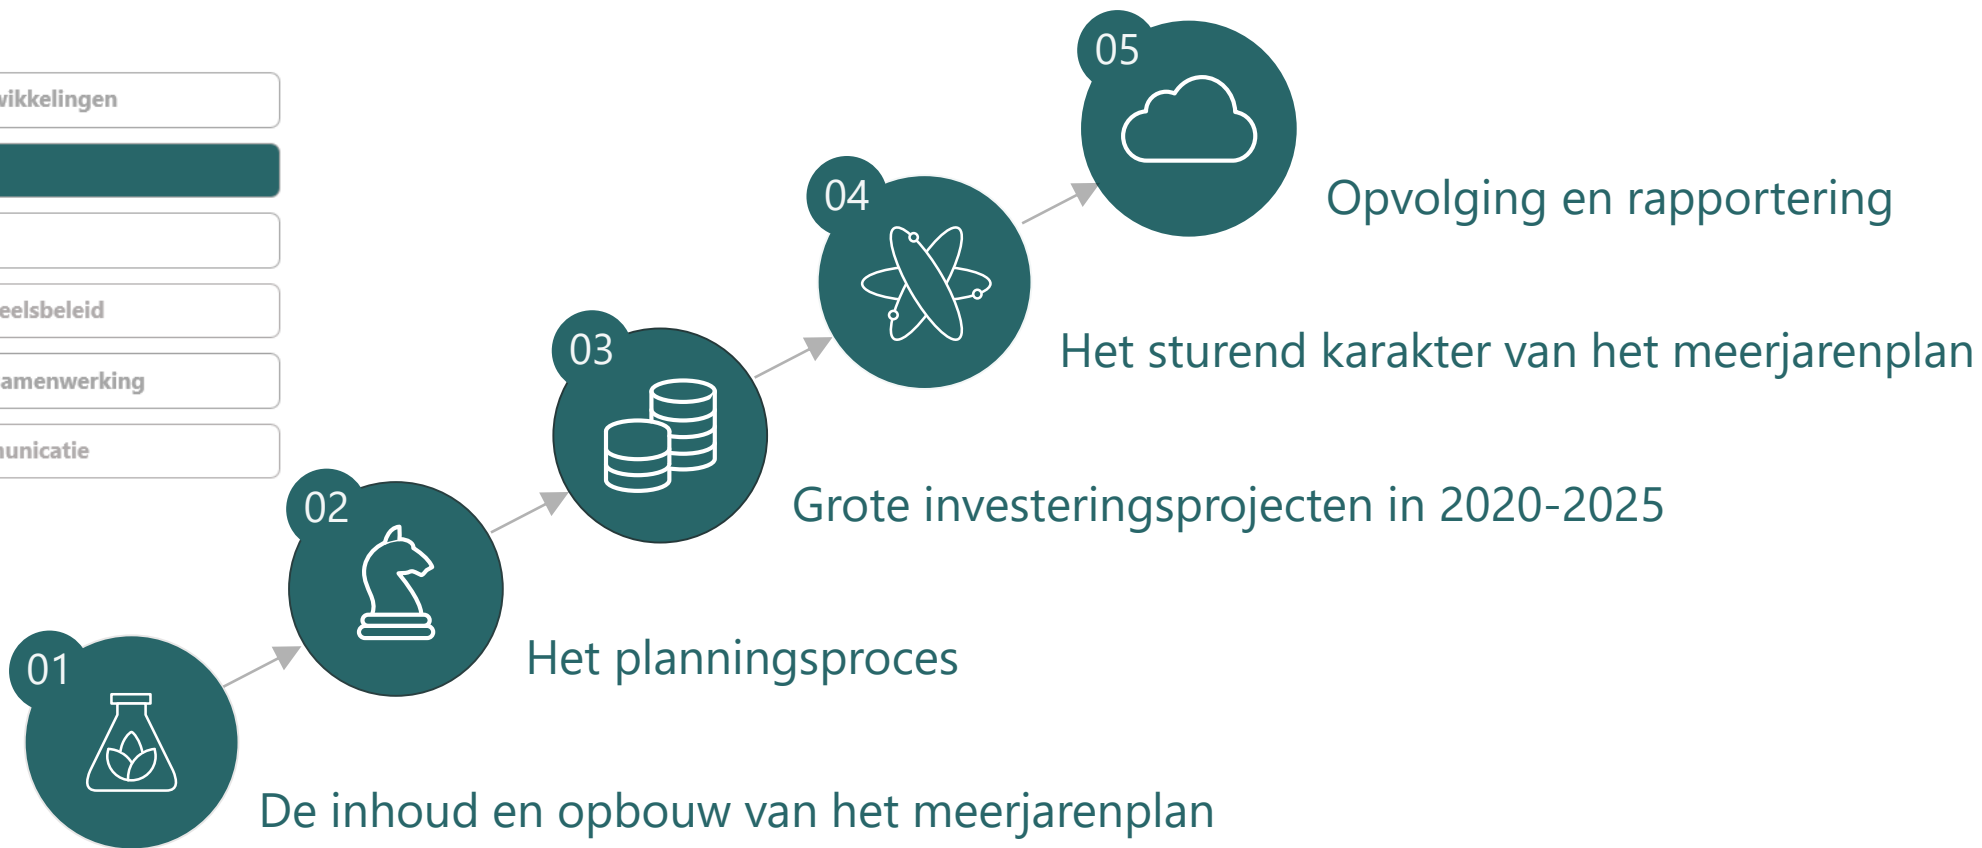 05
Opvolging en rapportering
04
Het sturend karakter van het meerjarenplan
03
Grote investeringsprojecten in 2020-2025
02
Het planningsproces
01
De inhoud en opbouw van het meerjarenplan
wikkelingen
eelsbeleid
amenwerking
unicatie